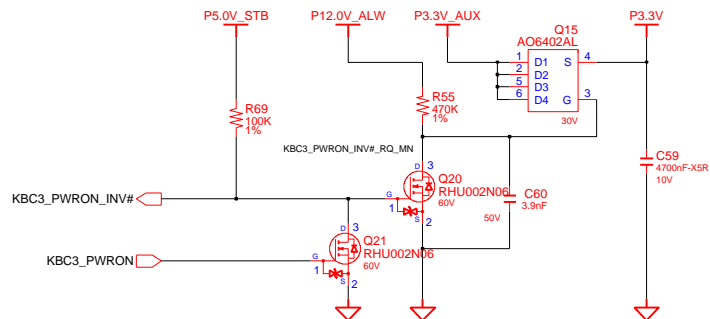 P5.0V_STB P12.0V_ALW P3.3V_AUX Q15 P3.3V
AO6402AL
1 D1 S 4
2 D2
5 D3
6 D4 G 3
30V
R69
100K
1%
R55
470K
1%
KBC3_PWRON_INV#_RQ_MN
C59
4700nF-X5R
10V
D 3
Q20
RHU002N06
60V
G
1
S
2
C60
3.9nF
50V
KBC3_PWRON_INV#
D 3
Q21
RHU002N06
60V
KBC3_PWRON
G
1
S
2